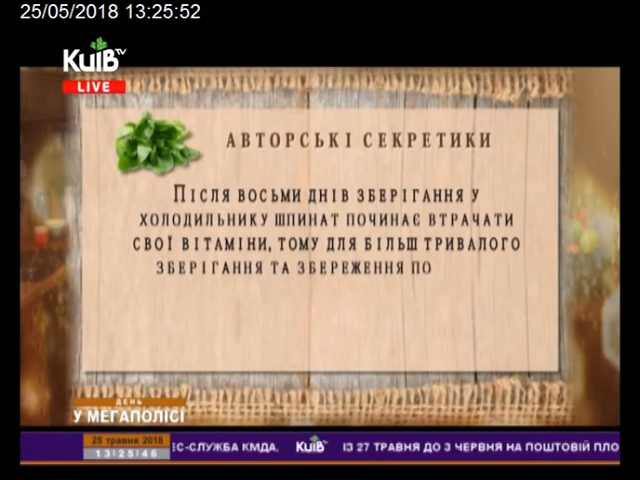 25/05/2018 13:25:52
КиїВ TV
LIVE
АВТОРСЬКІ СЕКРЕТИКИ
ПІСЛЯ ВОСЬМИ ДНІВ ЗБЕРІГАННЯ У
ХОЛОДИЛЬНИКУ ШПИНАТ ПОЧИНАЄ ВТРАЧАТИ
СВОЇ ВІТАМІНИ, ТОМУ ДЛЯ БІЛЬШ ТРИВАЛОГО
ЗБЕРІГАННЯ ТА ЗБЕРЕЖЕННЯ ПО
ДЕНЬ
У МЕГАПОЛІСІ
25 травня 2018
13:25:46
ЕС-СЛУЖБА КМДА. КиїВ TV ІЗ 27 ТРАВНЯ ДО 3 ЧЕРВНЯ НА ПОШТОВІЙ ПЛО